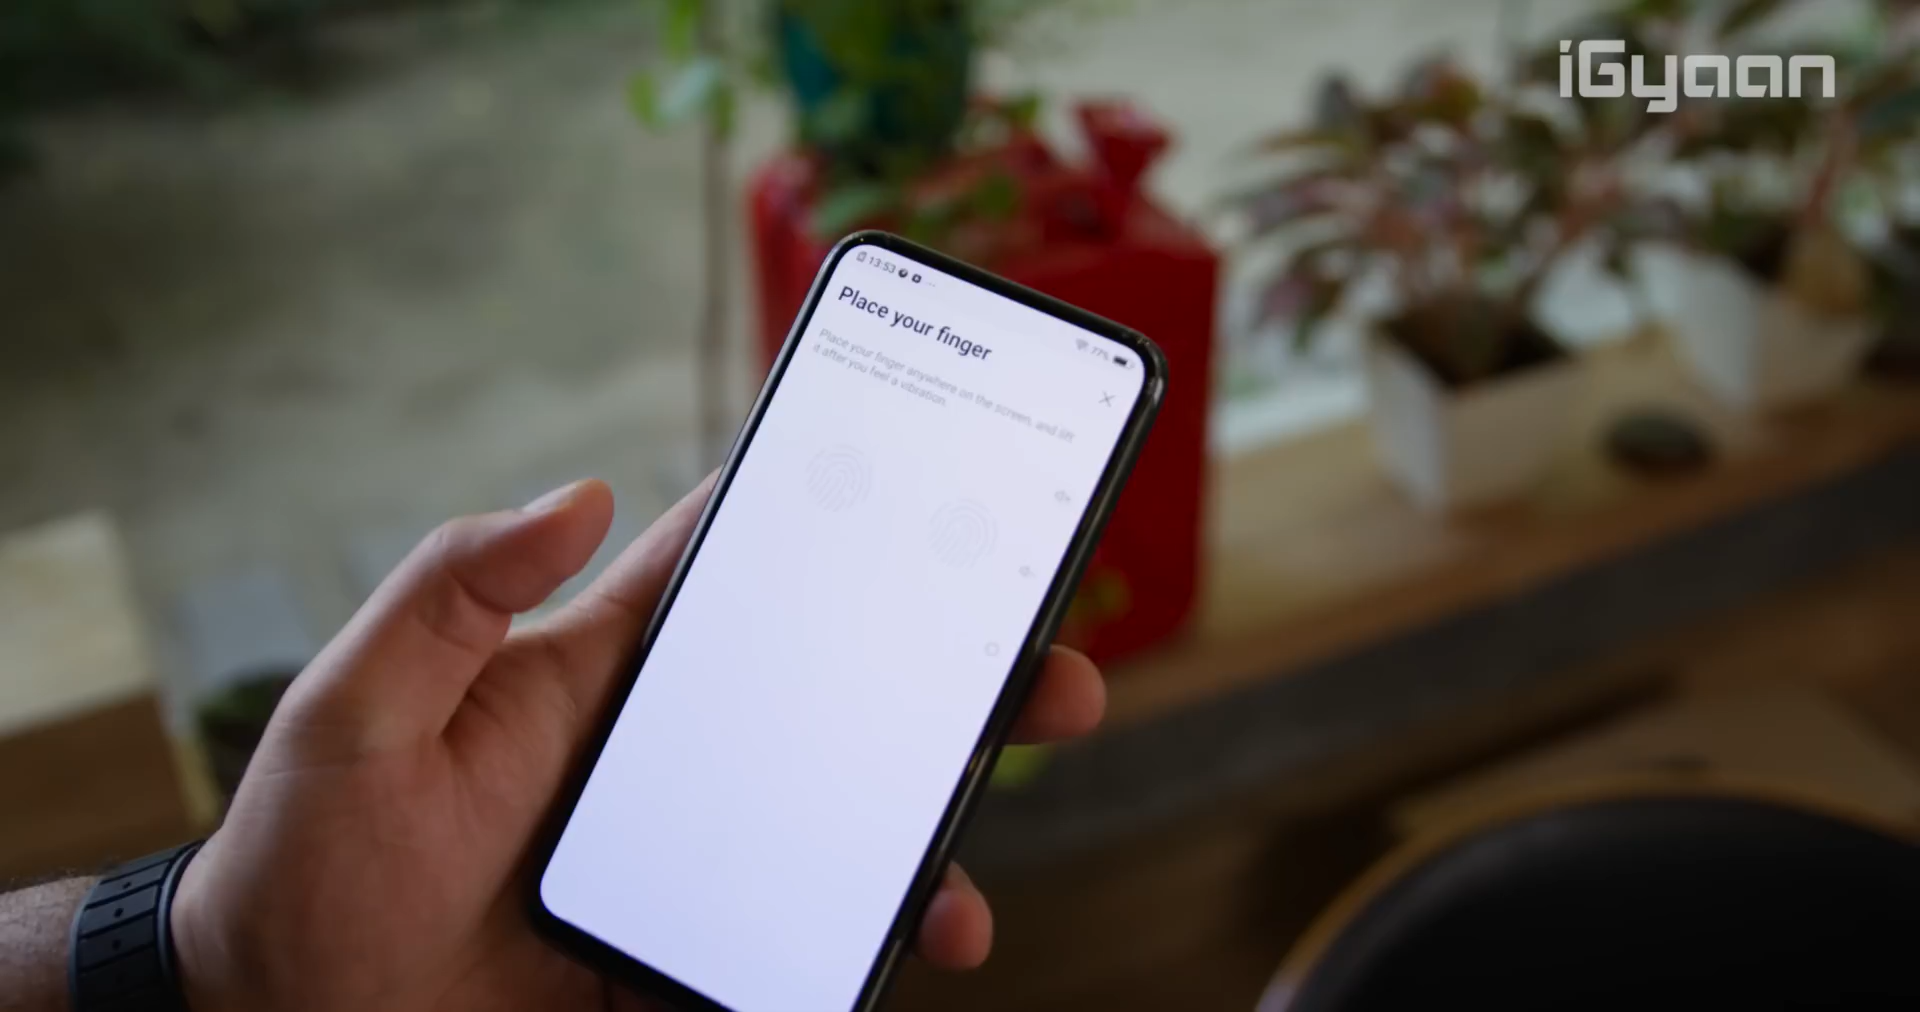 iGyaan
13:53
77%
Place your finger
Place your finger anywhere on the screen, and lift
it after you feel a vibration.